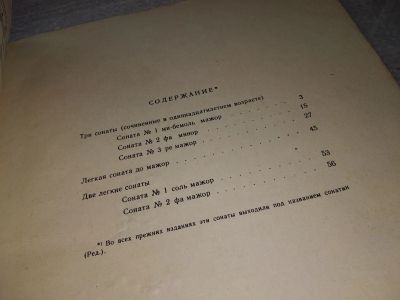 СОДЕРЖАНИЕ*
Три сонаты (сочиненные в одиннадцатилетнем возрасте)
Соната № 1 ми-бемоль мажор 3
Соната № 2 фа минор 15
Соната № 3 ре мажор 27
Легкая соната до мажор 45
Две легкие сонаты
Соната № 1 соль мажор 53
Соната № 2 фа мажор 56
*) Во всех прежних изданиях эти сонаты выходили под названием сонатин
(Ред.).